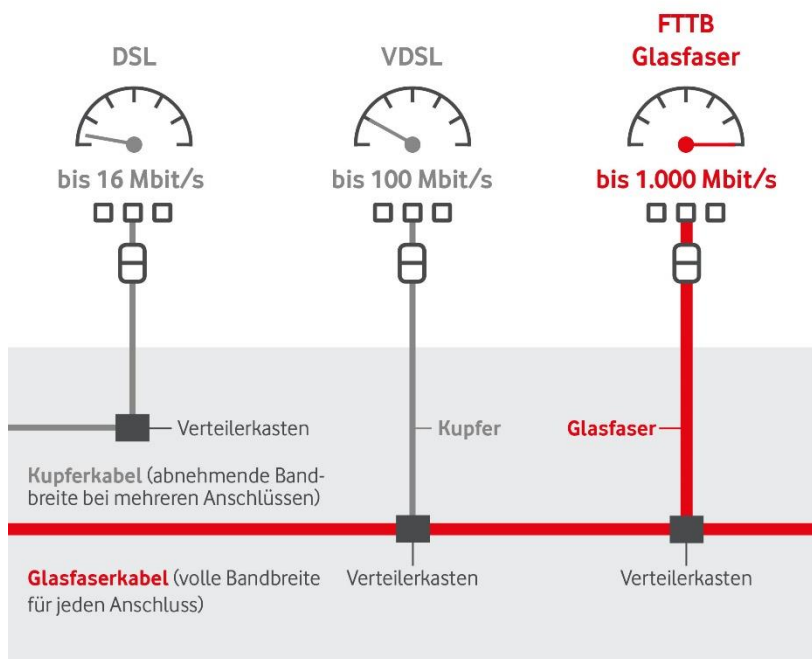 DSL
VDSL
FTTB
Glasfaser
bis 16 Mbit/s
bis 100 Mbit/s
bis 1.000 Mbit/s
Verteilerkasten
Kupfer
Glasfaser
Kupferkabel (abnehmende Band-
breite bei mehreren Anschlüssen)
Glasfaserkabel (volle Bandbreite
für jeden Anschluss)
Verteilerkasten
Verteilerkasten